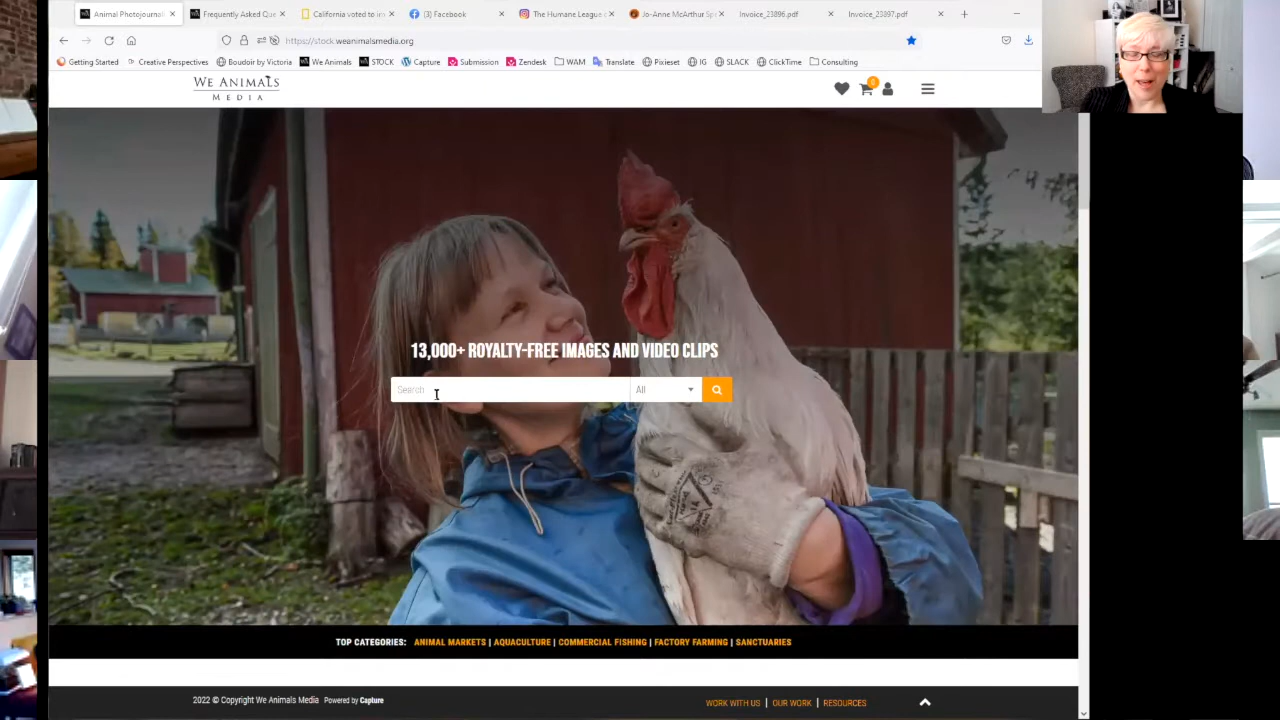 Animal Photojournali
Frequently Asked Que
California voted to im
(3) Facebook
The Humane League
Jo-Anne McArthur Sp
Invoice_23896.pdf
Invoice_23897.pdf
https://stock.weanimalsmedia.org
Getting Started
Creative Perspectives
Boudoir by Victoria
We Animals
STOCK
Capture
Submission
Zendesk
WAM
Translate
Pixieset
IG
SLACK
ClickTime
Consulting
WE ANIMALS
MEDIA
13,000+ ROYALTY-FREE IMAGES AND VIDEO CLIPS
Search
All
TOP CATEGORIES: ANIMAL MARKETS | AQUACULTURE | COMMERCIAL FISHING | FACTORY FARMING | SANCTUARIES
2022 © Copyright We Animals Media Powered by Capture
WORK WITH US | OUR WORK | RESOURCES